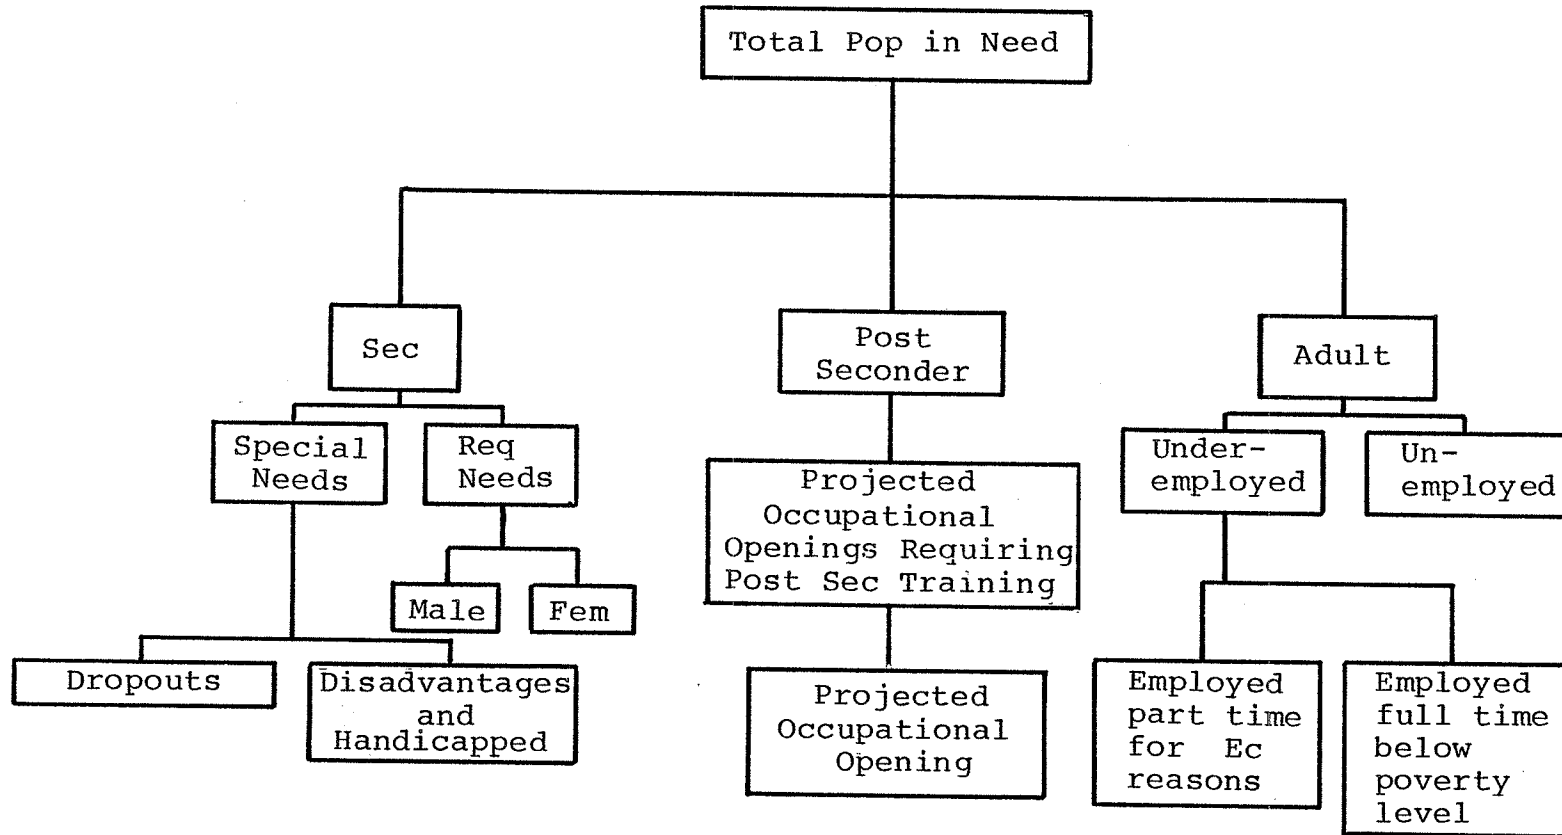 Total Pop in Need
Sec
Post
Seconder
Adult
Special
Needs
Req
Needs
Projected
Occupational
Openings Requiring
Post Sec Training
Under-
employed
Un-
employed
Male
Fem
Dropouts
Disadvantages
and
Handicapped
Projected
Occupational
Opening
Employed
part time
for Ec
reasons
Employed
full time
below
poverty
level